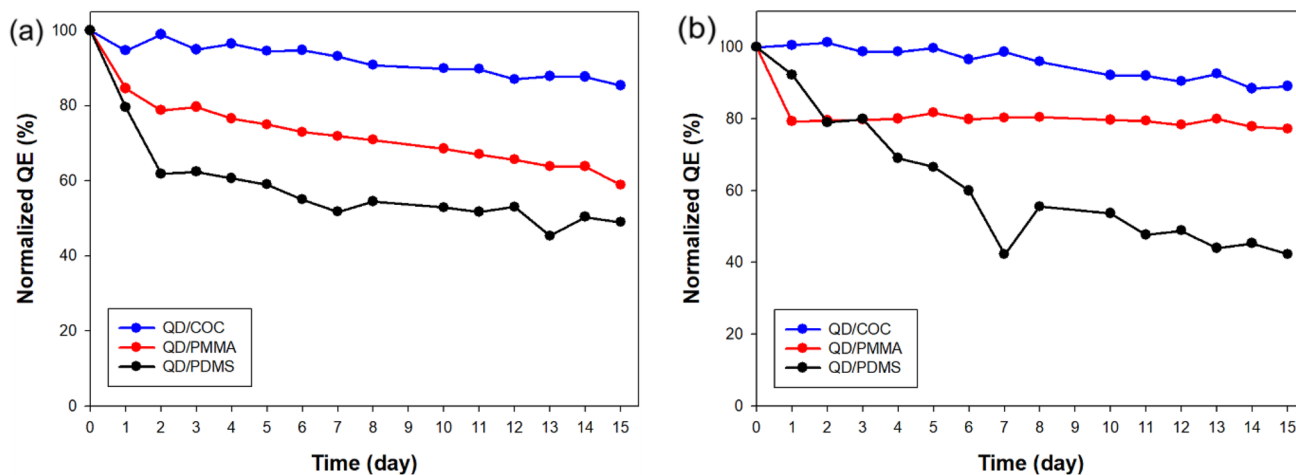 (a)
Normalized QE (%)
100
80
60
40
20
0
QD/COC
QD/PMMA
QD/PDMS
0 1 2 3 4 5 6 7 8 9 10 11 12 13 14 15
Time (day)
(b)
Normalized QE (%)
100
80
60
40
20
0
QD/COC
QD/PMMA
QD/PDMS
0 1 2 3 4 5 6 7 8 9 10 11 12 13 14 15
Time (day)